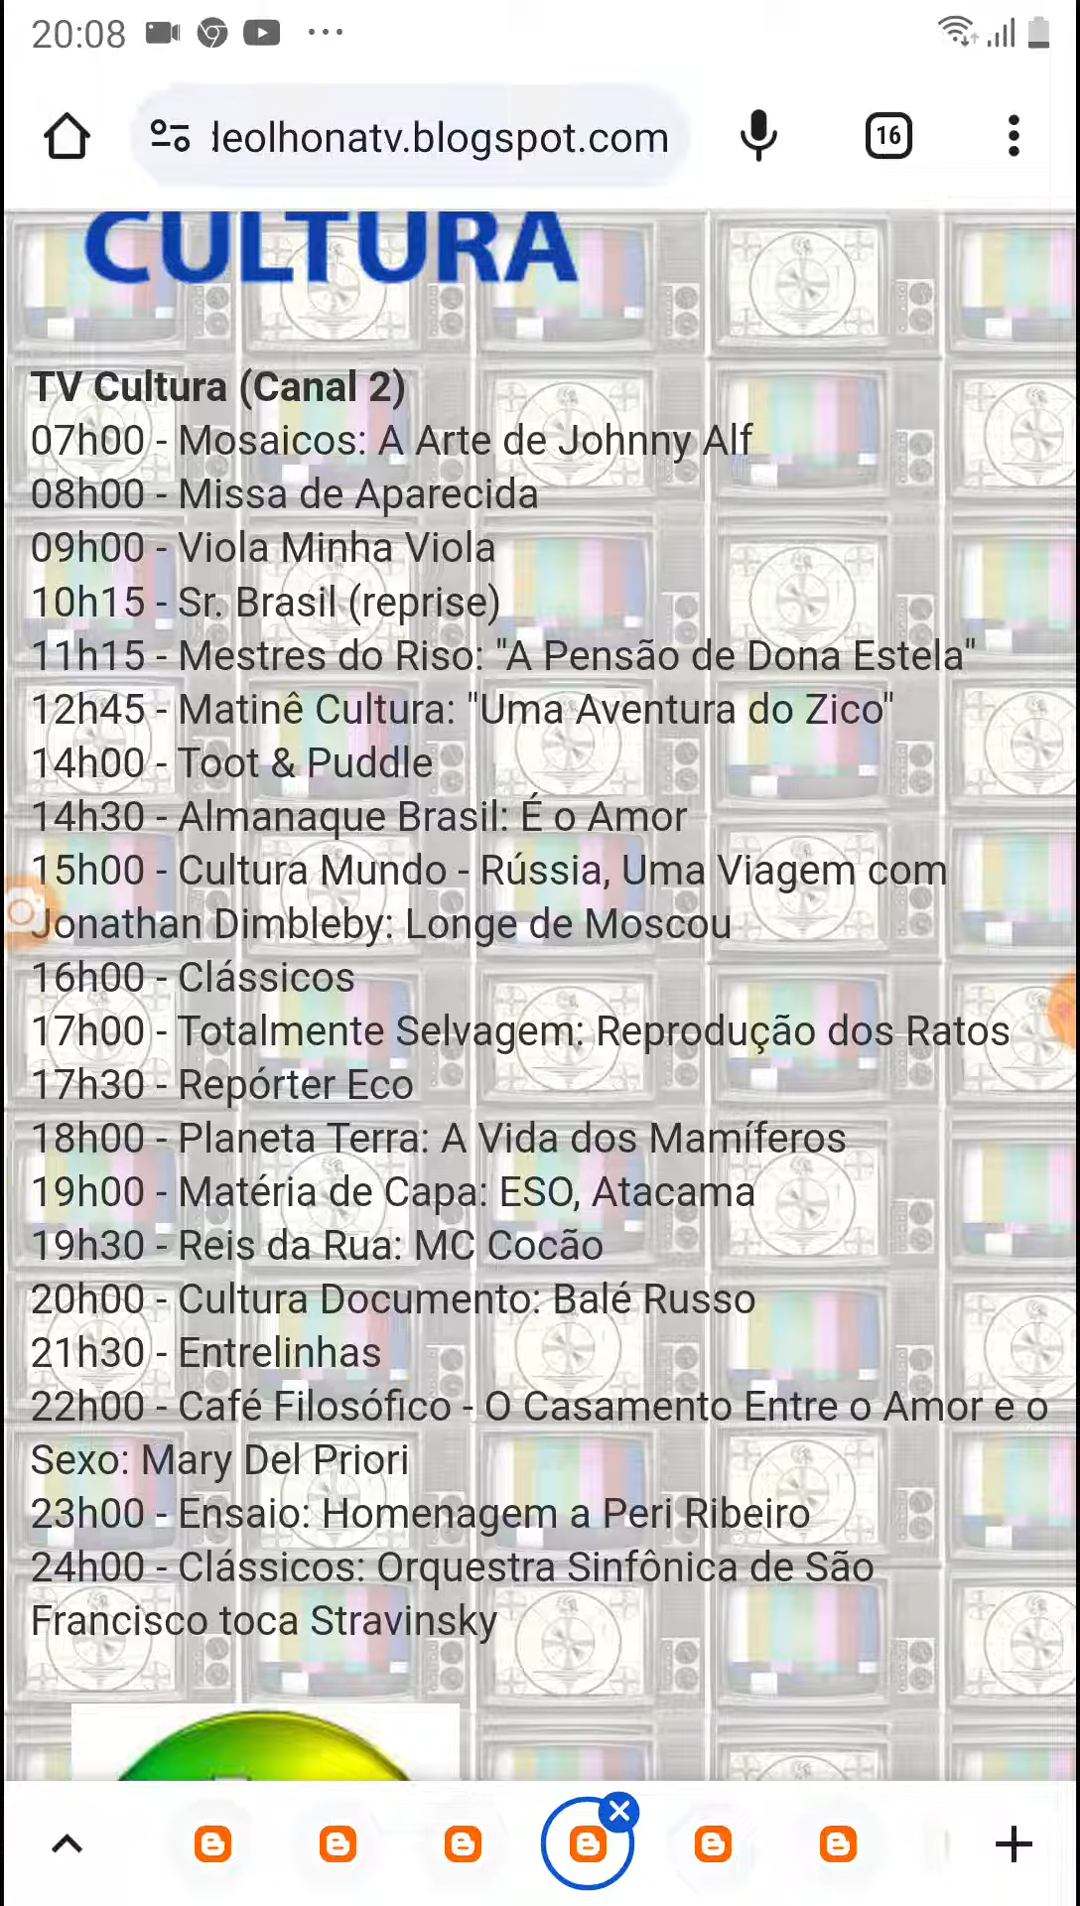 20:08
leolhonatv.blogspot.com
16
CULTURA
TV Cultura (Canal 2)
07h00 - Mosaicos: A Arte de Johnny Alf
08h00 - Missa de Aparecida
09h00 - Viola Minha Viola
10h15 - Sr. Brasil (reprise)
11h15 - Mestres do Riso: "A Pensão de Dona Estela"
12h45 - Matinê Cultura: "Uma Aventura do Zico"
14h00 - Toot & Puddle
14h30 - Almanaque Brasil: É o Amor
15h00 - Cultura Mundo - Rússia, Uma Viagem com
Jonathan Dimbleby: Longe de Moscou
16h00 - Clássicos
17h00 - Totalmente Selvagem: Reprodução dos Ratos
17h30 - Repórter Eco
18h00 - Planeta Terra: A Vida dos Mamíferos
19h00 - Matéria de Capa: ESO, Atacama
19h30 - Reis da Rua: MC Cocão
20h00 - Cultura Documento: Balé Russo
21h30 - Entrelinhas
22h00 - Café Filosófico - O Casamento Entre o Amor e o
Sexo: Mary Del Priori
23h00 - Ensaio: Homenagem a Peri Ribeiro
24h00 - Clássicos: Orquestra Sinfônica de São
Francisco toca Stravinsky